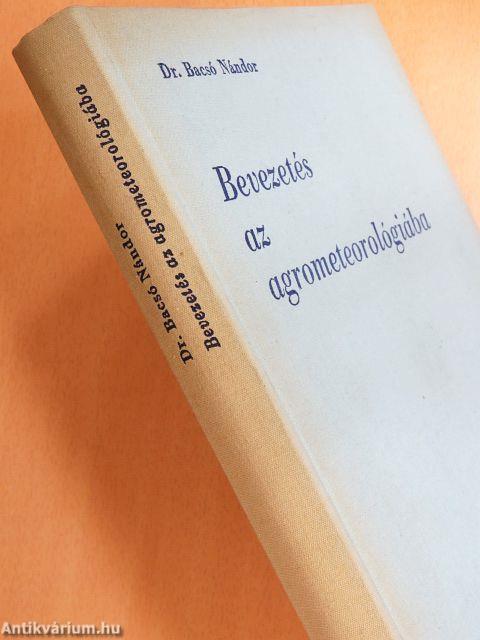 Dr. Bacsó Nándor
Bevezetés
az
agrometeorológiába
Dr. Bacsó Nándor
Bevezetés az agrometeorológiába
Antikvárium.hu